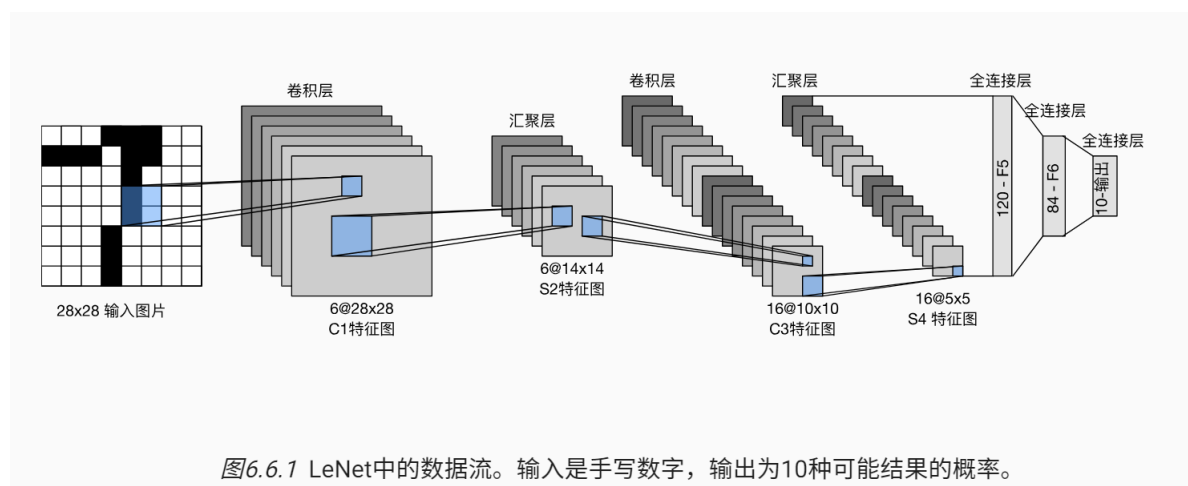 28x28 输入图片
卷积层
6@28x28
C1特征图
汇聚层
6@14x14
S2特征图
卷积层
16@10x10
C3特征图
汇聚层
16@5x5
S4 特征图
全连接层
120 - F5
全连接层
84 - F6
全连接层
10-输出
图6.6.1 LeNet中的数据流。输入是手写数字，输出为10种可能结果的概率。